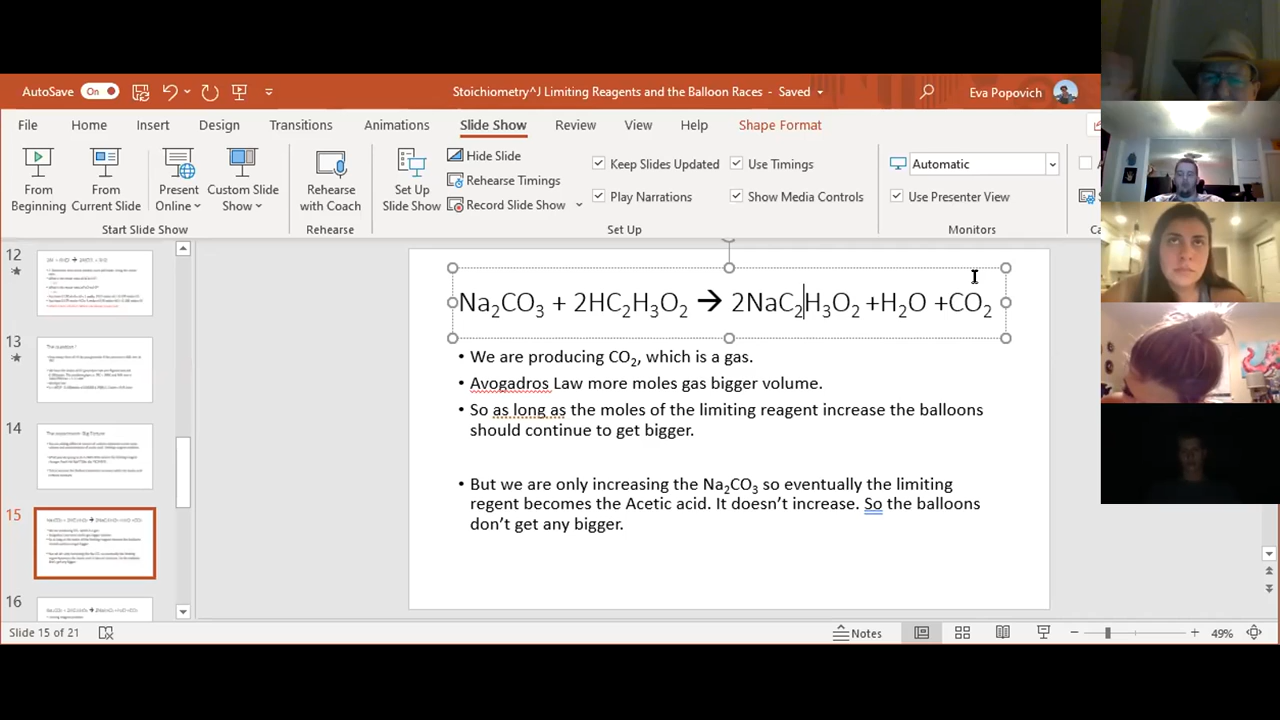 AutoSave On Stoichiometry^J Limiting Reagents and the Balloon Races - Saved Eva Popovich
File Home Insert Design Transitions Animations Slide Show Review View Help Shape Format
From Beginning
From Current Slide
Present Online
Custom Slide Show
Start Slide Show
Rehearse with Coach
Rehearse
Set Up Slide Show
Hide Slide
Rehearse Timings
Record Slide Show
Keep Slides Updated
Use Timings
Play Narrations
Show Media Controls
Set Up
Automatic
Use Presenter View
Monitors
12
13
14
15
16
Na₂CO₃ + 2HC₂H₃O₂ → 2NaC₂H₃O₂ +H₂O +CO₂
• We are producing CO₂, which is a gas.
• Avogadros Law more moles gas bigger volume.
• So as long as the moles of the limiting reagent increase the balloons
should continue to get bigger.
• But we are only increasing the Na₂CO₃ so eventually the limiting
regent becomes the Acetic acid. It doesn't increase. So the balloons
don't get any bigger.
Slide 15 of 21 Notes 49%